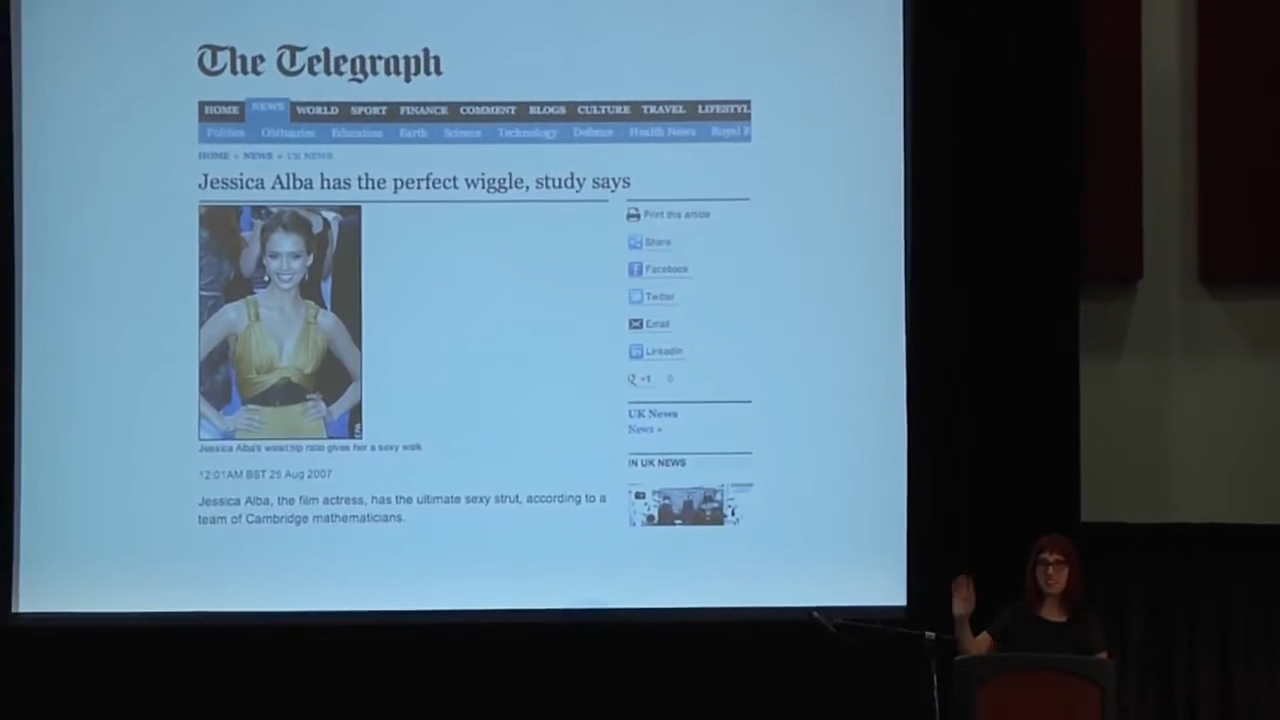 The Telegraph
HOME NEWS WORLD SPORT FINANCE COMMENT BLOGS CULTURE TRAVEL LIFESTYL
Politics Obituaries Education Earth Science Technology Defence Health News Royal
HOME » NEWS » UK NEWS
Jessica Alba has the perfect wiggle, study says
Print this article
Share
Facebook
Twitter
Email
LinkedIn
+1 0
UK News
News »
IN UK NEWS
Jessica Alba's waist:hip ratio gives her a sexy walk
12:01AM BST 25 Aug 2007
Jessica Alba, the film actress, has the ultimate sexy strut, according to a
team of Cambridge mathematicians.